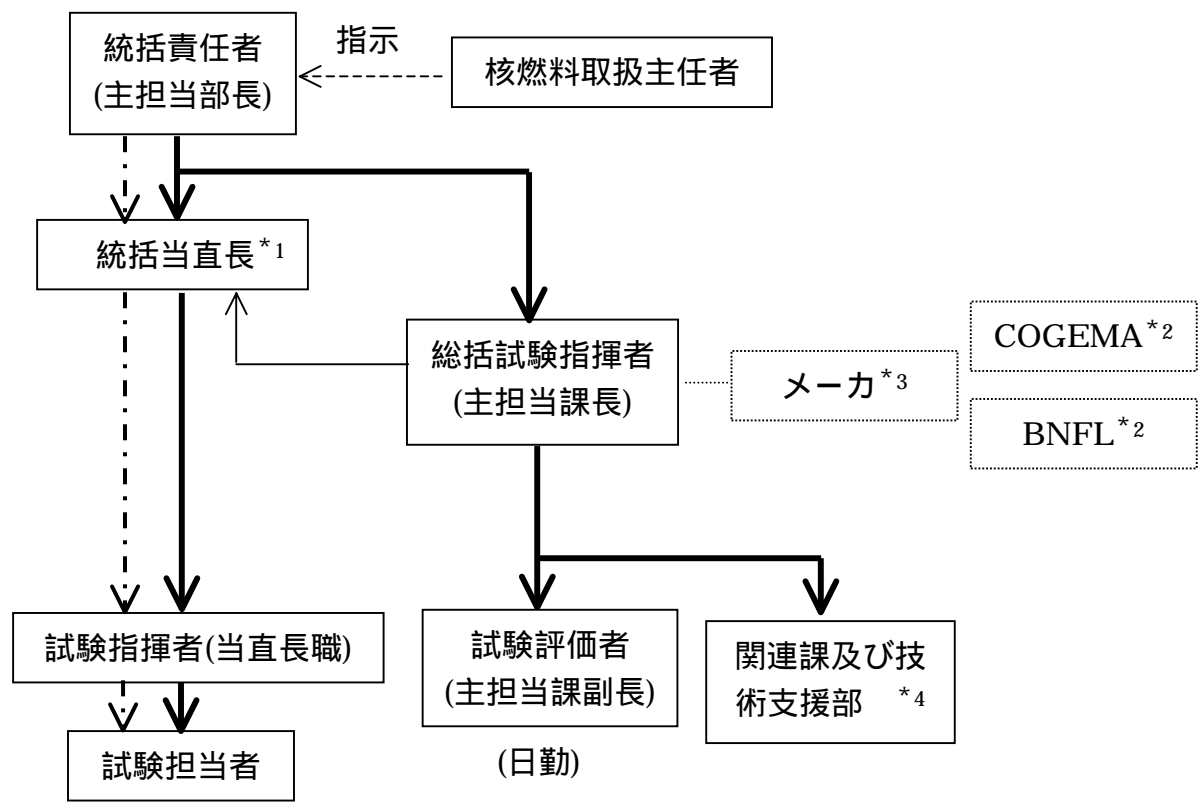 統括責任者
(主担当部長)
指示
核燃料取扱主任者
統括当直長*1
総括試験指揮者
(主担当課長)
メーカ*3
COGEMA*2
BNFL*2
試験指揮者(当直長職)
試験担当者
試験評価者
(主担当課副長)
(日勤)
関連課及び技
術支援部 *4